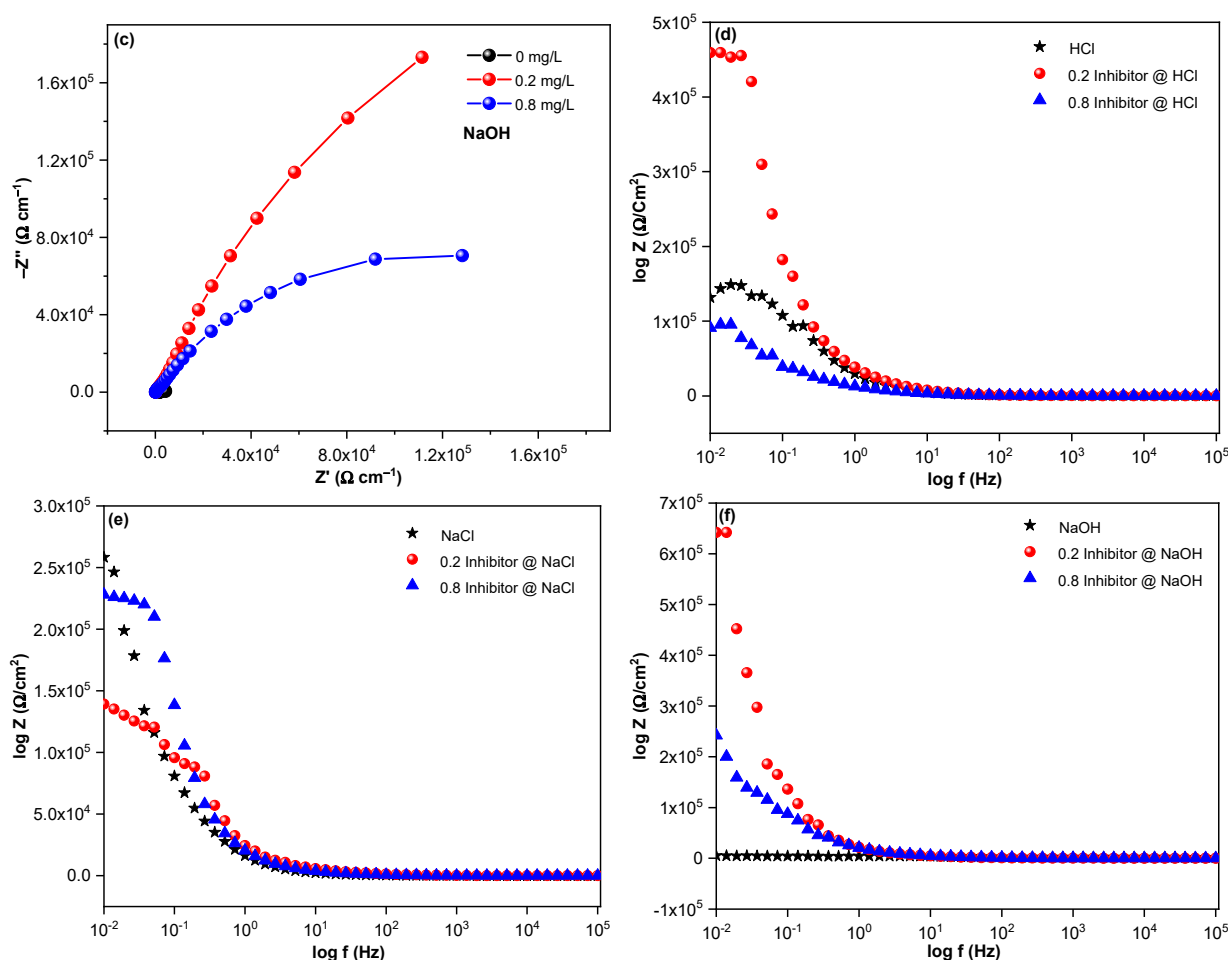 (c)
0 mg/L
0.2 mg/L
0.8 mg/L
NaOH
1.6x10⁵
1.2x10⁵
8.0x10⁴
4.0x10⁴
0.0
–Z'' (Ω cm⁻¹)
0.0
4.0x10⁴
8.0x10⁴
1.2x10⁵
1.6x10⁵
Z' (Ω cm⁻¹)
(d)
HCl
0.2 Inhibitor @ HCl
0.8 Inhibitor @ HCl
5x10⁵
4x10⁵
3x10⁵
2x10⁵
1x10⁵
0
log Z (Ω/Cm²)
10⁻²
10⁻¹
10⁰
10¹
10²
10³
10⁴
10⁵
log f (Hz)
(e)
NaCl
0.2 Inhibitor @ NaCl
0.8 Inhibitor @ NaCl
3.0x10⁵
2.5x10⁵
2.0x10⁵
1.5x10⁵
1.0x10⁵
5.0x10⁴
0.0
log Z (Ω/cm²)
10⁻²
10⁻¹
10⁰
10¹
10²
10³
10⁴
10⁵
log f (Hz)
(f)
NaOH
0.2 Inhibitor @ NaOH
0.8 Inhibitor @ NaOH
7x10⁵
6x10⁵
5x10⁵
4x10⁵
3x10⁵
2x10⁵
1x10⁵
0
-1x10⁵
log Z (Ω/cm²)
10⁻²
10⁻¹
10⁰
10¹
10²
10³
10⁴
10⁵
log f (Hz)